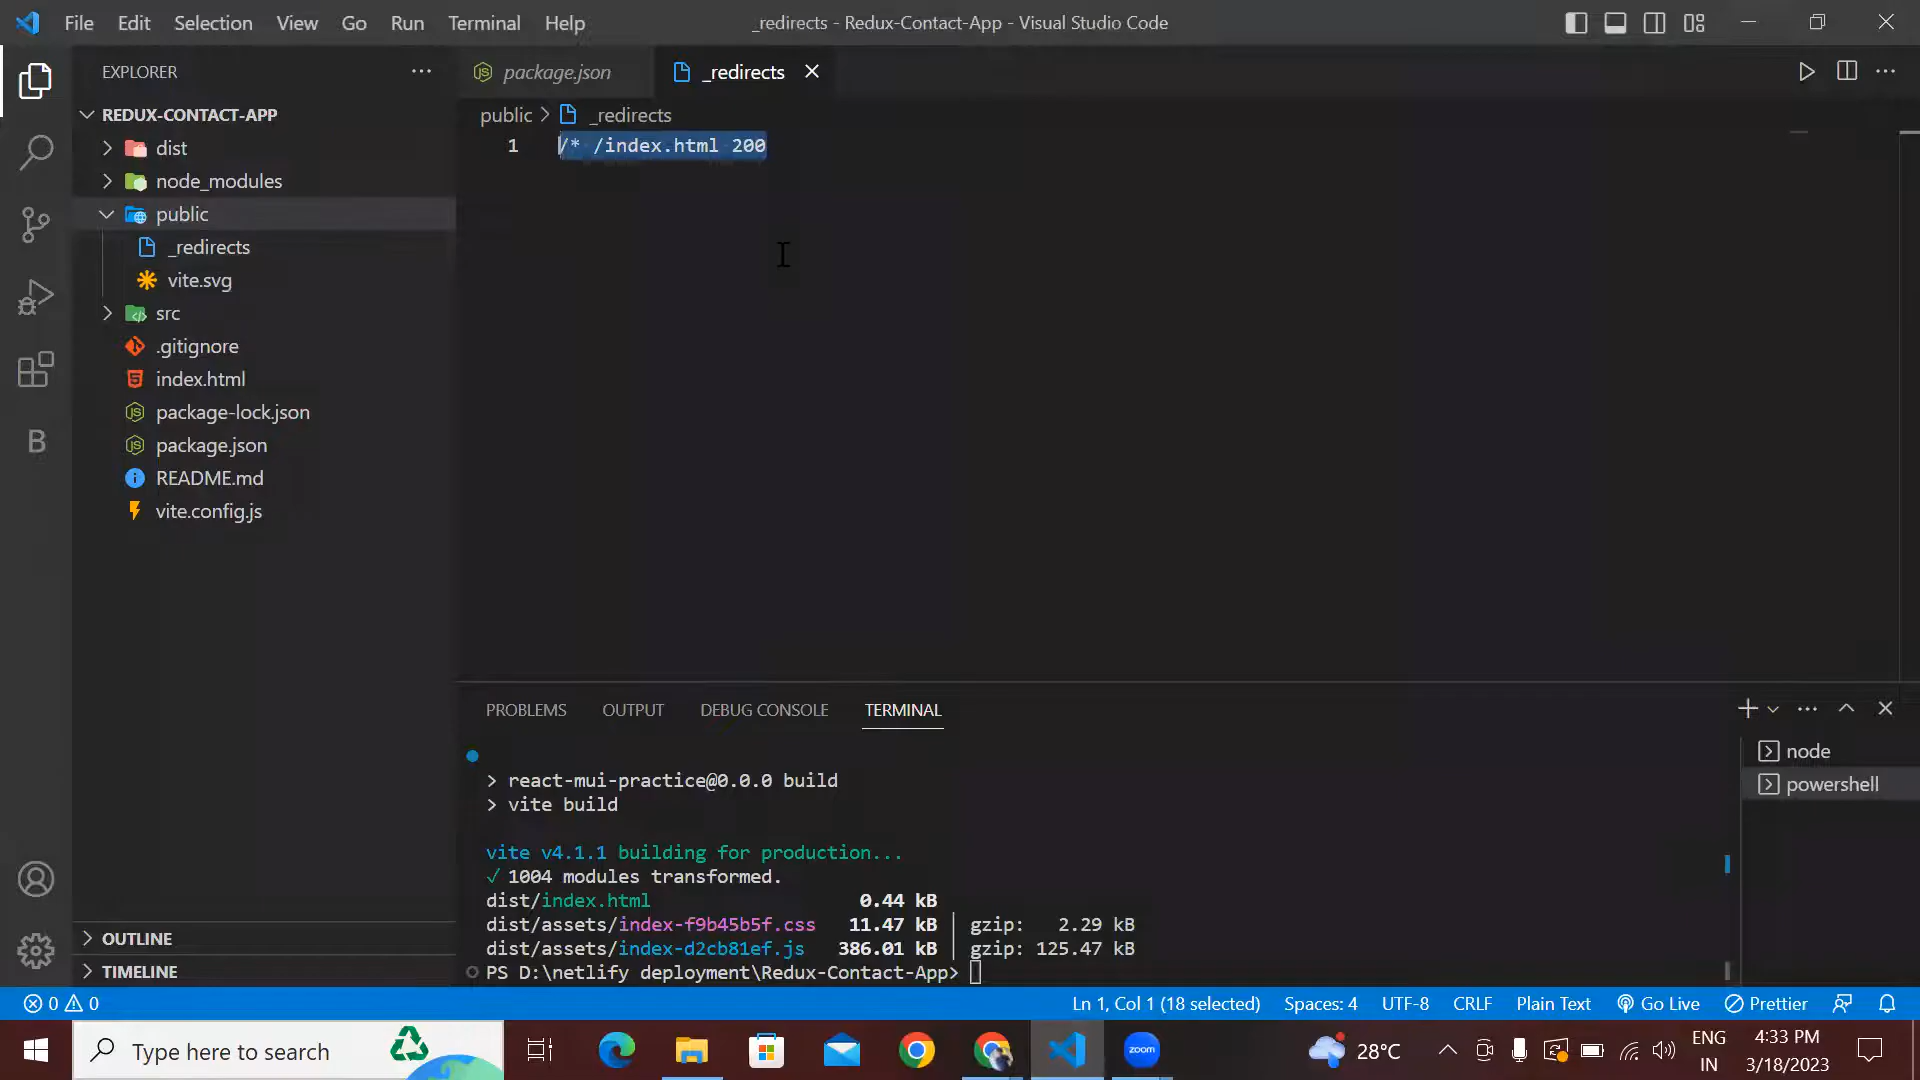 File Edit Selection View Go Run Terminal Help _redirects - Redux-Contact-App - Visual Studio Code
EXPLORER
package.json
_redirects
REDUX-CONTACT-APP
public > _redirects
1 /* /index.html 200
dist
node_modules
public
_redirects
vite.svg
src
.gitignore
index.html
package-lock.json
package.json
README.md
vite.config.js
B
PROBLEMS OUTPUT DEBUG CONSOLE TERMINAL
node
powershell
> react-mui-practice@0.0.0 build
> vite build
vite v4.1.1 building for production...
✓ 1004 modules transformed.
dist/index.html 0.44 kB
dist/assets/index-f9b45b5f.css 11.47 kB │ gzip: 2.29 kB
dist/assets/index-d2cb81ef.js 386.01 kB │ gzip: 125.47 kB
PS D:\netlify deployment\Redux-Contact-App>
OUTLINE
TIMELINE
0 0 Ln 1, Col 1 (18 selected) Spaces: 4 UTF-8 CRLF Plain Text Go Live Prettier
Type here to search
zoom
28°C
ENG
IN
4:33 PM
3/18/2023